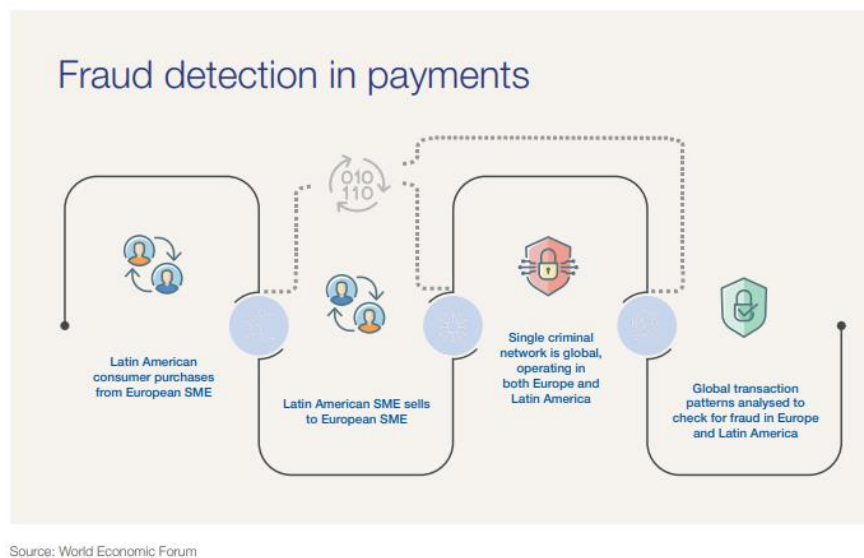 Fraud detection in payments
010
110
Latin American
consumer purchases
from European SME
Latin American SME sells
to European SME
Single criminal
network is global,
operating in
both Europe and
Latin America
Global transaction
patterns analysed to
check for fraud in Europe
and Latin America
Source: World Economic Forum